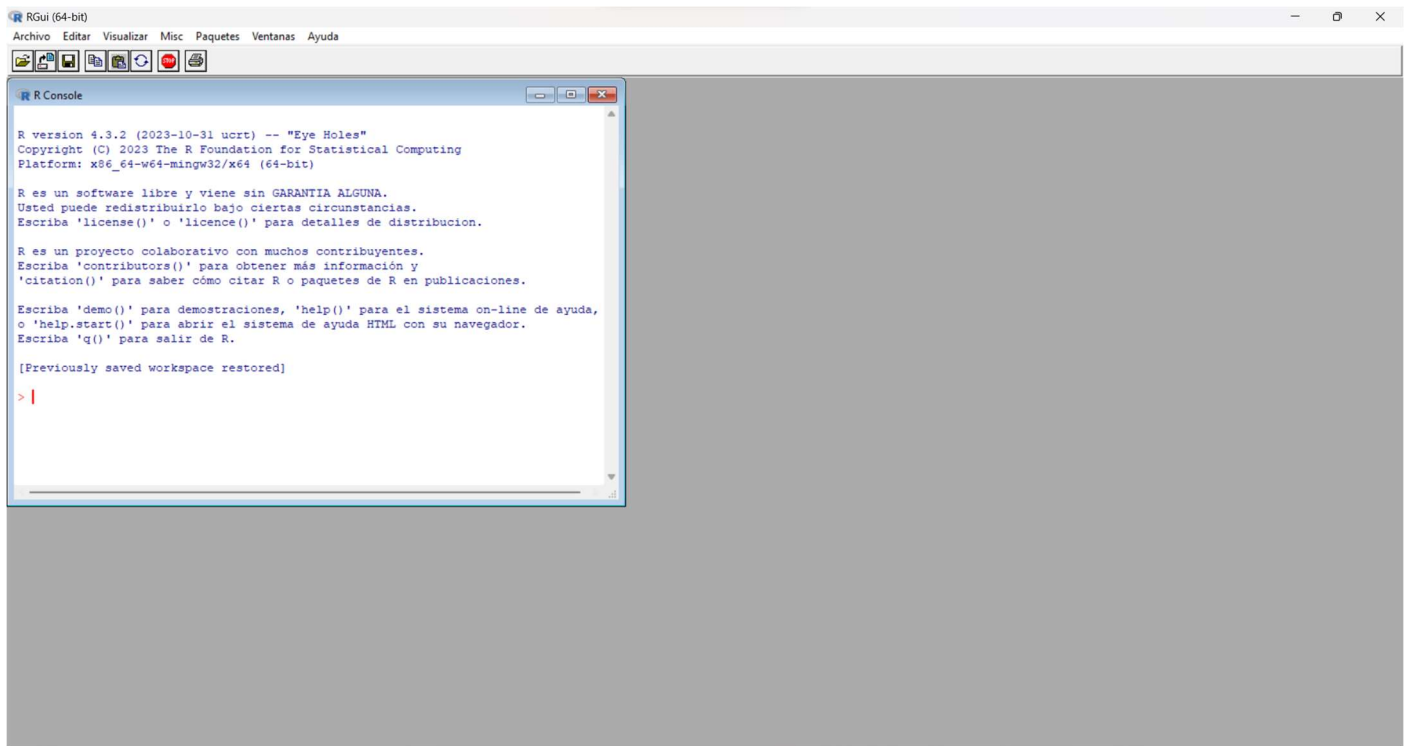 RGui (64-bit)
Archivo Editar Visualizar Misc Paquetes Ventanas Ayuda
STOP
R Console
R version 4.3.2 (2023-10-31 ucrt) -- "Eye Holes"
Copyright (C) 2023 The R Foundation for Statistical Computing
Platform: x86_64-w64-mingw32/x64 (64-bit)
R es un software libre y viene sin GARANTIA ALGUNA.
Usted puede redistribuirlo bajo ciertas circunstancias.
Escriba 'license()' o 'licence()' para detalles de distribucion.
R es un proyecto colaborativo con muchos contribuyentes.
Escriba 'contributors()' para obtener más información y
'citation()' para saber cómo citar R o paquetes de R en publicaciones.
Escriba 'demo()' para demostraciones, 'help()' para el sistema on-line de ayuda,
o 'help.start()' para abrir el sistema de ayuda HTML con su navegador.
Escriba 'q()' para salir de R.
[Previously saved workspace restored]
>